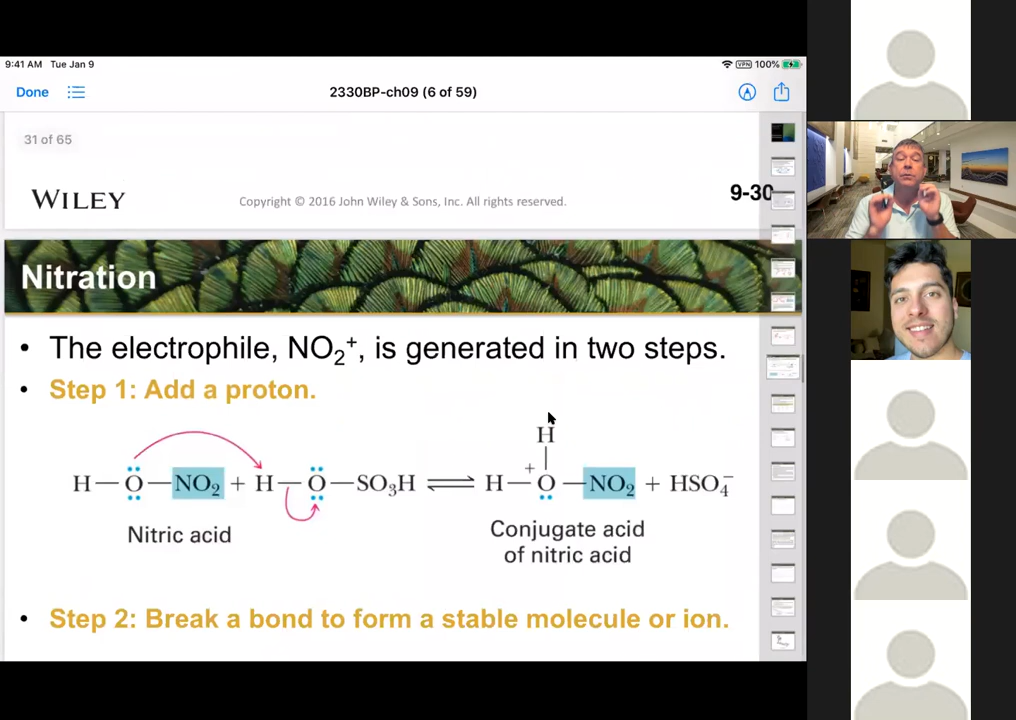 9:41 AM Tue Jan 9
VPN 100%
Done
2330BP-ch09 (6 of 59)
31 of 65
WILEY
Copyright © 2016 John Wiley & Sons, Inc. All rights reserved.
9-30
Nitration
• The electrophile, NO₂⁺, is generated in two steps.
• Step 1: Add a proton.
H
H—O—NO₂ + H—O—SO₃H ⇌ H—O⁺—NO₂ + HSO₄⁻
Nitric acid
Conjugate acid
of nitric acid
• Step 2: Break a bond to form a stable molecule or ion.